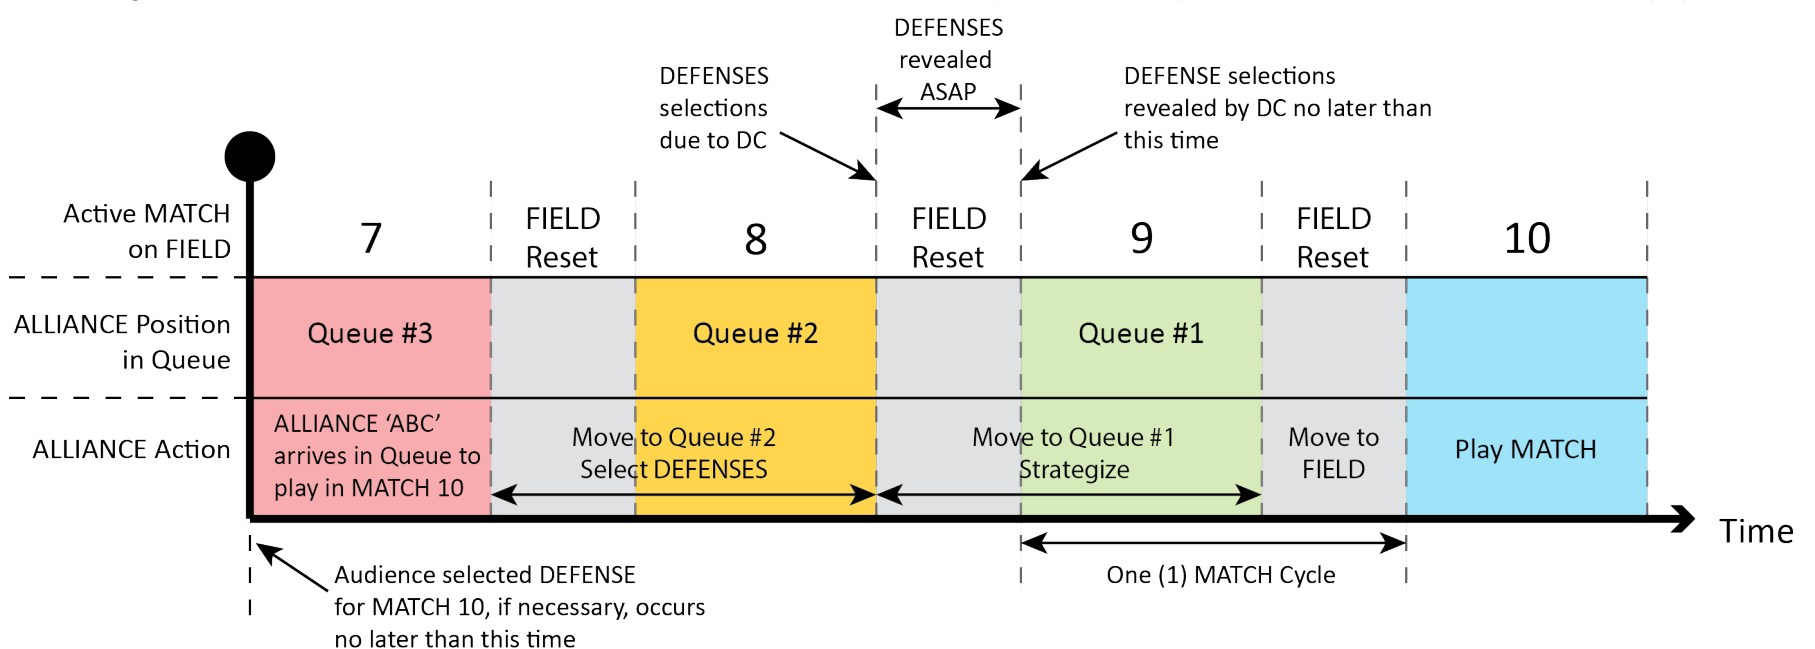 DEFENSES
revealed
ASAP
DEFENSES
selections
due to DC
DEFENSE selections
revealed by DC no later than
this time
Active MATCH
on FIELD
7
FIELD
Reset
8
FIELD
Reset
9
FIELD
Reset
10
ALLIANCE Position
in Queue
Queue #3
Queue #2
Queue #1
ALLIANCE Action
ALLIANCE ‘ABC’
arrives in Queue to
play in MATCH 10
Move to Queue #2
Select DEFENSES
Move to Queue #1
Strategize
Move to
FIELD
Play MATCH
Time
Audience selected DEFENSE
for MATCH 10, if necessary, occurs
no later than this time
One (1) MATCH Cycle